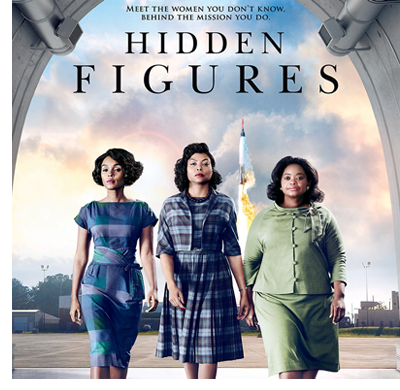 MEET THE WOMEN YOU DON'T KNOW,
BEHIND THE MISSION YOU DO.
HIDDEN
FIGURES